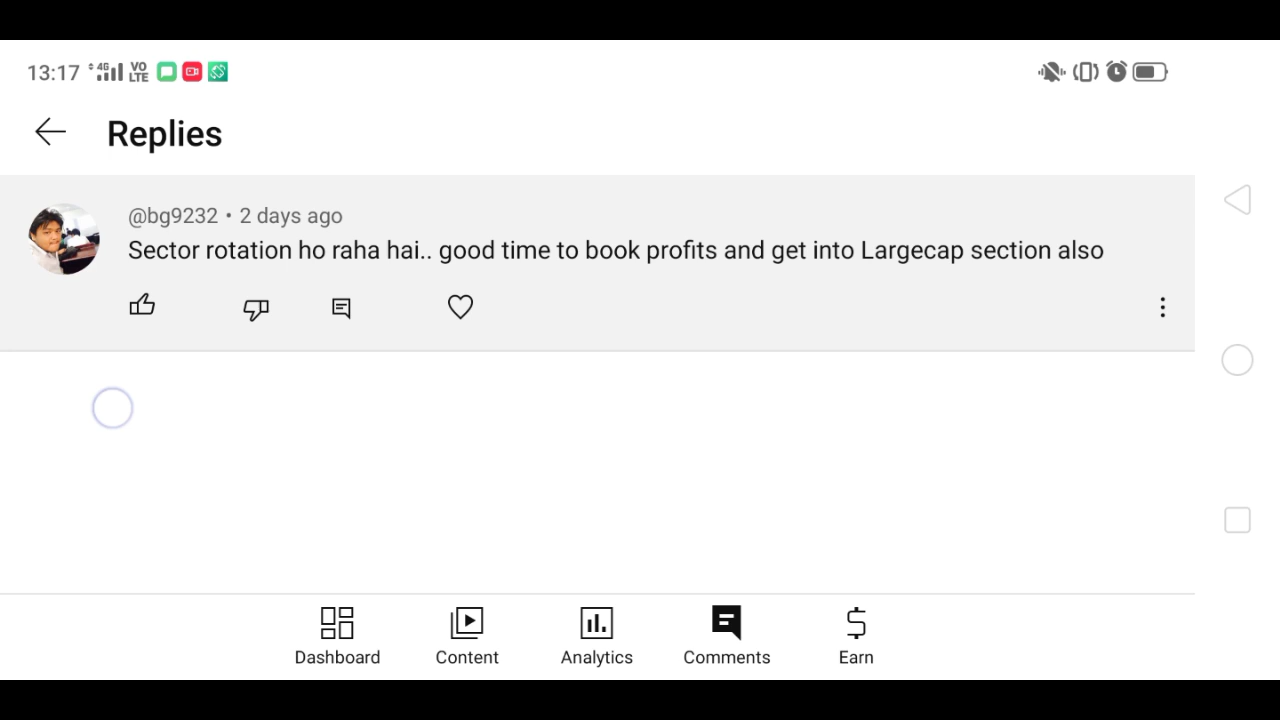 13:17 4G VO LTE
Replies
@bg9232 • 2 days ago
Sector rotation ho raha hai.. good time to book profits and get into Largecap section also
Dashboard Content Analytics Comments Earn